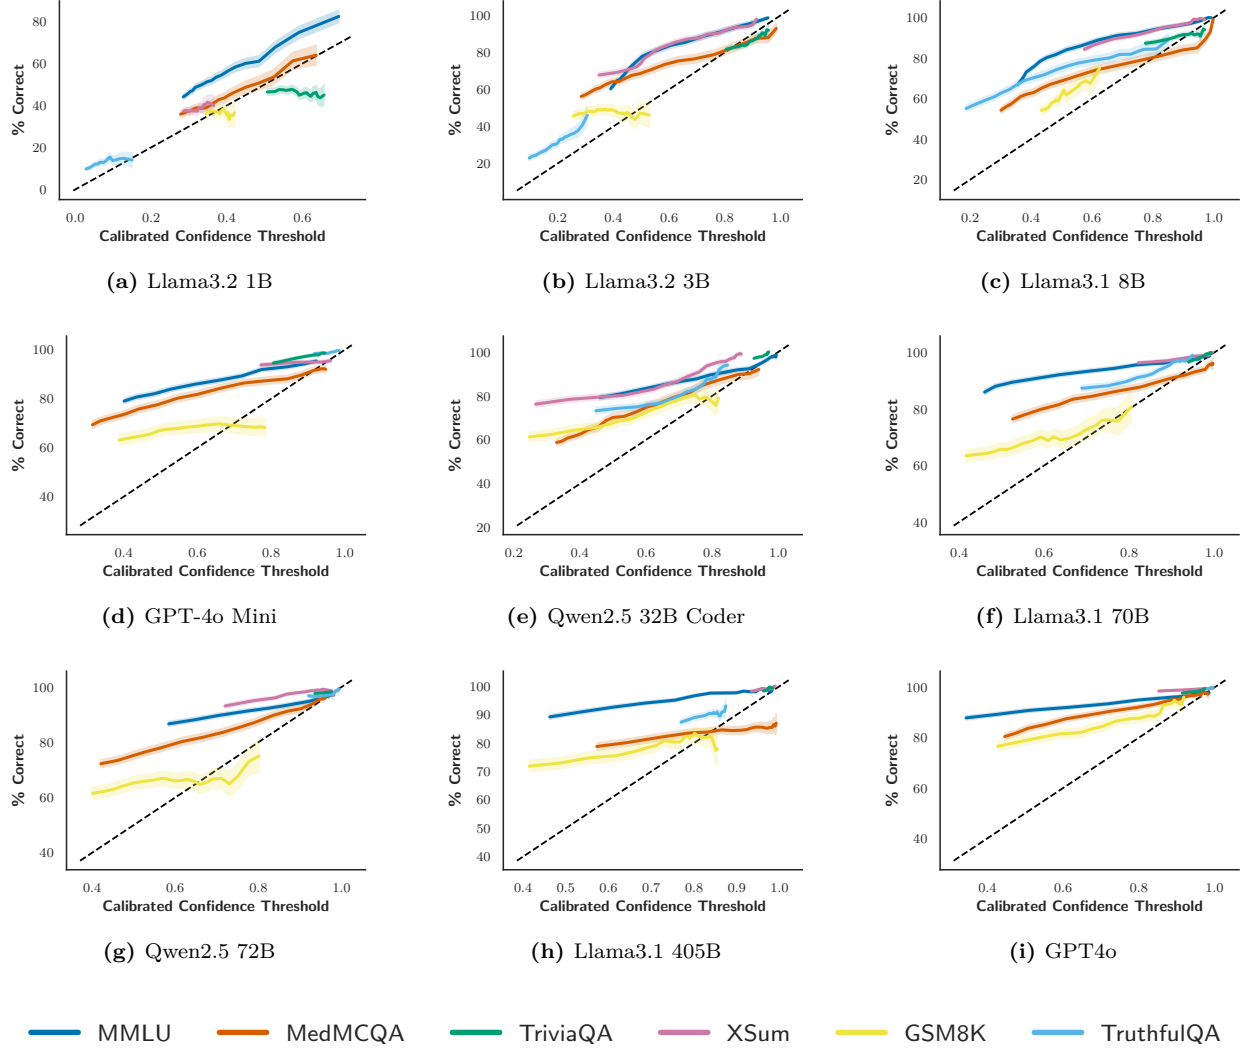 % Correct
80
60
40
20
0
0.0 0.2 0.4 0.6
Calibrated Confidence Threshold
(a) Llama3.2 1B
% Correct
100
80
60
40
20
0.2 0.4 0.6 0.8 1.0
Calibrated Confidence Threshold
(b) Llama3.2 3B
% Correct
100
80
60
40
20
0.2 0.4 0.6 0.8 1.0
Calibrated Confidence Threshold
(c) Llama3.1 8B
% Correct
100
80
60
40
0.4 0.6 0.8 1.0
Calibrated Confidence Threshold
(d) GPT-4o Mini
% Correct
100
80
60
40
20
0.2 0.4 0.6 0.8 1.0
Calibrated Confidence Threshold
(e) Qwen2.5 32B Coder
% Correct
100
80
60
40
0.4 0.6 0.8 1.0
Calibrated Confidence Threshold
(f) Llama3.1 70B
% Correct
100
80
60
40
0.4 0.6 0.8 1.0
Calibrated Confidence Threshold
(g) Qwen2.5 72B
% Correct
100
90
80
70
60
50
40
0.4 0.5 0.6 0.7 0.8 0.9 1.0
Calibrated Confidence Threshold
(h) Llama3.1 405B
% Correct
100
80
60
40
0.4 0.6 0.8 1.0
Calibrated Confidence Threshold
(i) GPT4o
MMLU MedMCQA TriviaQA XSum GSM8K TruthfulQA